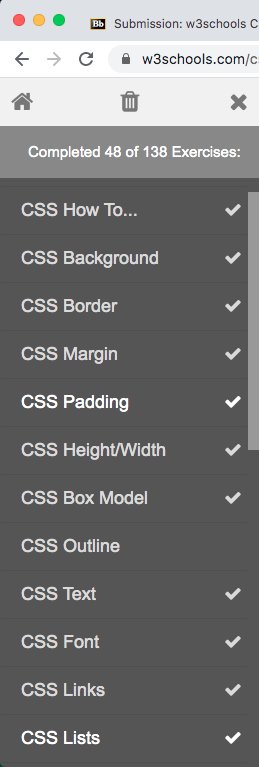 Bb Submission: w3schools C
w3schools.com/c
Completed 48 of 138 Exercises:
CSS How To...
CSS Background
CSS Border
CSS Margin
CSS Padding
CSS Height/Width
CSS Box Model
CSS Outline
CSS Text
CSS Font
CSS Links
CSS Lists